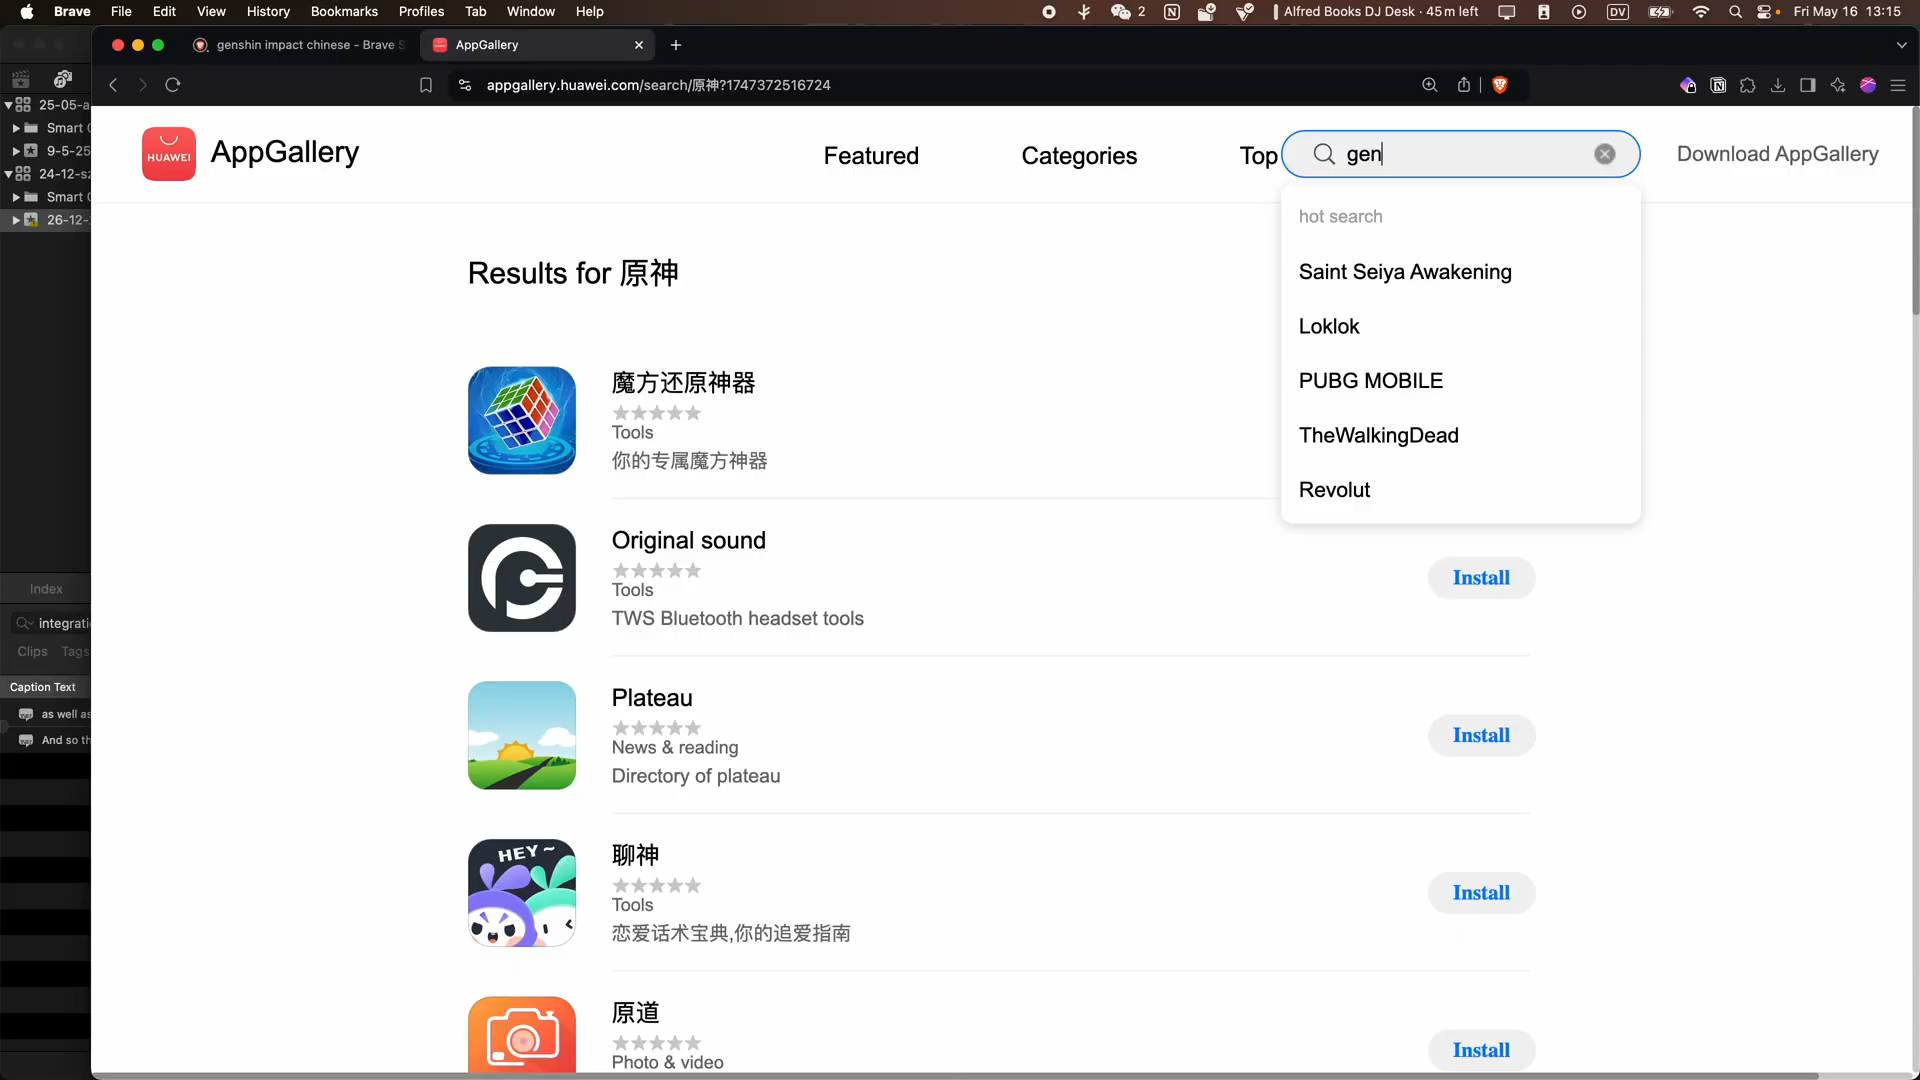 Brave File Edit View History Bookmarks Profiles Tab Window Help
2
Alfred Books DJ Desk · 45 m left
DV
Fri May 16 13:15
genshin impact chinese - Brave S
AppGallery
appgallery.huawei.com/search/原神?1747372516724
25-05-a
Smart C
9-5-25
24-12-sz
Smart C
26-12-
Index
integrati
Clips Tags
Caption Text
as well as
And so th
HUAWEI
AppGallery
Featured
Categories
Top
gen
Download AppGallery
hot search
Saint Seiya Awakening
Loklok
PUBG MOBILE
TheWalkingDead
Revolut
Results for 原神
魔方还原神器
Tools
你的专属魔方神器
Original sound
Tools
TWS Bluetooth headset tools
Install
Plateau
News & reading
Directory of plateau
Install
HEY~
聊神
Tools
恋爱话术宝典,你的追爱指南
Install
原道
Photo & video
Install